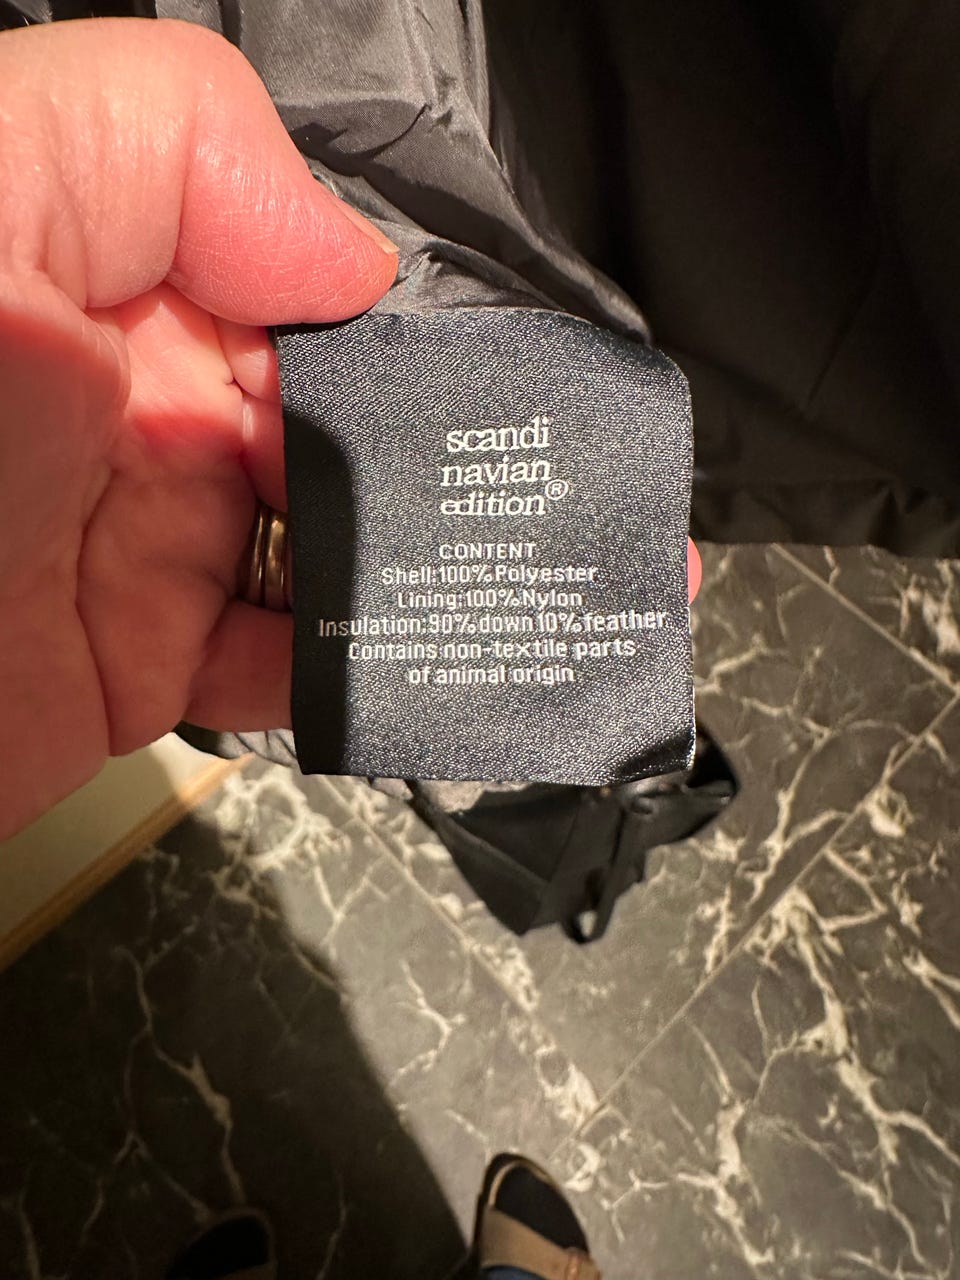 scandi
navian
edition®
CONTENT
Shell:100%Polyester
Lining:100%Nylon
Insulation:90%down 10%feather
Contains non-textile parts
of animal origin